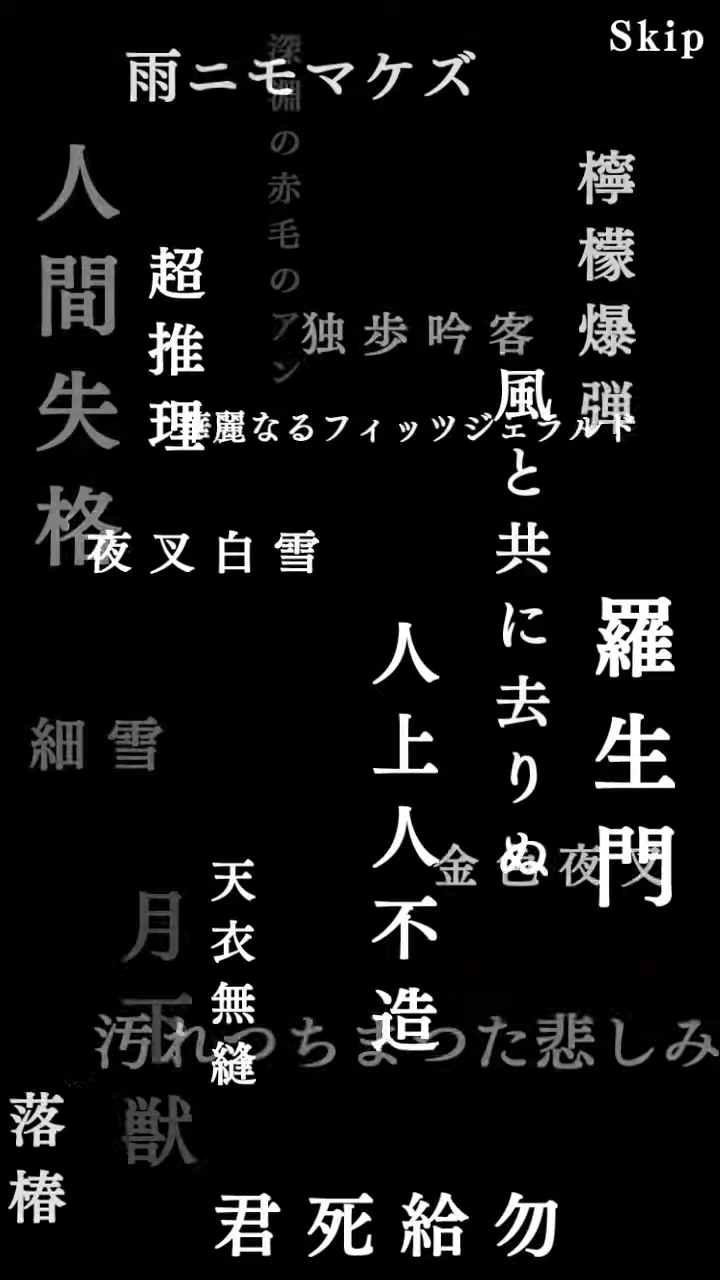 Skip
雨ニモマケズ
深淵の赤毛のアン
人間失格
檸檬爆弾
超推理
独歩吟客
風と共に去りぬ
華麗なるフィッツジェラルド
夜叉白雪
羅生門
人上人不造
細雪
金色夜叉
天衣無縫
月下獣
汚れつちまつた悲しみ
落椿
君死給勿